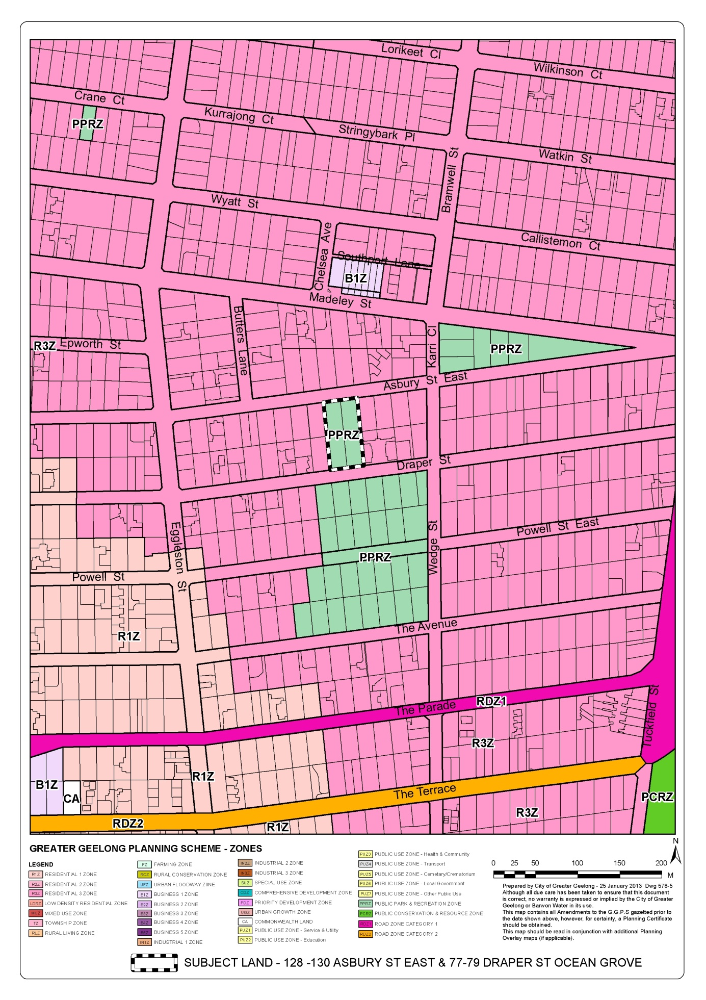 Lorikeet Cl
Wilkinson Ct
Crane Ct
PPRZ
Kurrajong Ct
Stringybark Pl
Bramwell St
Watkin St
Wyatt St
Chelsea Ave
Callistemon Ct
Southport Lane
B1Z
Madeley St
Butters Lane
R3Z
Epworth St
Karri Cl
PPRZ
Asbury St East
PPRZ
Draper St
Eggleston St
Wedge St
Powell St East
PPRZ
Powell St
R1Z
The Avenue
RDZ1
The Parade
Tuckfield St
R3Z
R1Z
B1Z
CA
The Terrace
PCRZ
R3Z
RDZ2
R1Z
GREATER GEELONG PLANNING SCHEME - ZONES
LEGEND
R1Z RESIDENTIAL 1 ZONE
R2Z RESIDENTIAL 2 ZONE
R3Z RESIDENTIAL 3 ZONE
LDRZ LOW DENSITY RESIDENTIAL ZONE
MUZ MIXED USE ZONE
TZ TOWNSHIP ZONE
RLZ RURAL LIVING ZONE
FZ FARMING ZONE
RCZ RURAL CONSERVATION ZONE
UFZ URBAN FLOODWAY ZONE
B1Z BUSINESS 1 ZONE
B2Z BUSINESS 2 ZONE
B3Z BUSINESS 3 ZONE
B4Z BUSINESS 4 ZONE
B5Z BUSINESS 5 ZONE
IN1Z INDUSTRIAL 1 ZONE
IN2Z INDUSTRIAL 2 ZONE
IN3Z INDUSTRIAL 3 ZONE
SUZ SPECIAL USE ZONE
CDZ COMPREHENSIVE DEVELOPMENT ZONE
PDZ PRIORITY DEVELOPMENT ZONE
UGZ URBAN GROWTH ZONE
CA COMMONWEALTH LAND
PUZ1 PUBLIC USE ZONE - Service & Utility
PUZ2 PUBLIC USE ZONE - Education
PUZ3 PUBLIC USE ZONE - Health & Community
PUZ4 PUBLIC USE ZONE - Transport
PUZ5 PUBLIC USE ZONE - Cemetary/Crematorium
PUZ6 PUBLIC USE ZONE - Local Government
PUZ7 PUBLIC USE ZONE - Other Public Use
PPRZ PUBLIC PARK & RECREATION ZONE
PCRZ PUBLIC CONSERVATION & RESOURCE ZONE
RDZ1 ROAD ZONE CATEGORY 1
RDZ2 ROAD ZONE CATEGORY 2
N
0 25 50 100 150 200
M
Prepared by City of Greater Geelong - 25 January 2013 Dwg 578-5
Although all due care has been taken to ensure that this document
is correct, no warranty is expressed or implied by the City of Greater
Geelong or Barwon Water in its use.
This map contains all Amendments to the G.G.P.S gazetted prior to
the date shown above, however, for certainty, a Planning Certificate
should be obtained.
This map should be read in conjunction with additional Planning
Overlay maps (if applicable).
SUBJECT LAND - 128 -130 ASBURY ST EAST & 77-79 DRAPER ST OCEAN GROVE